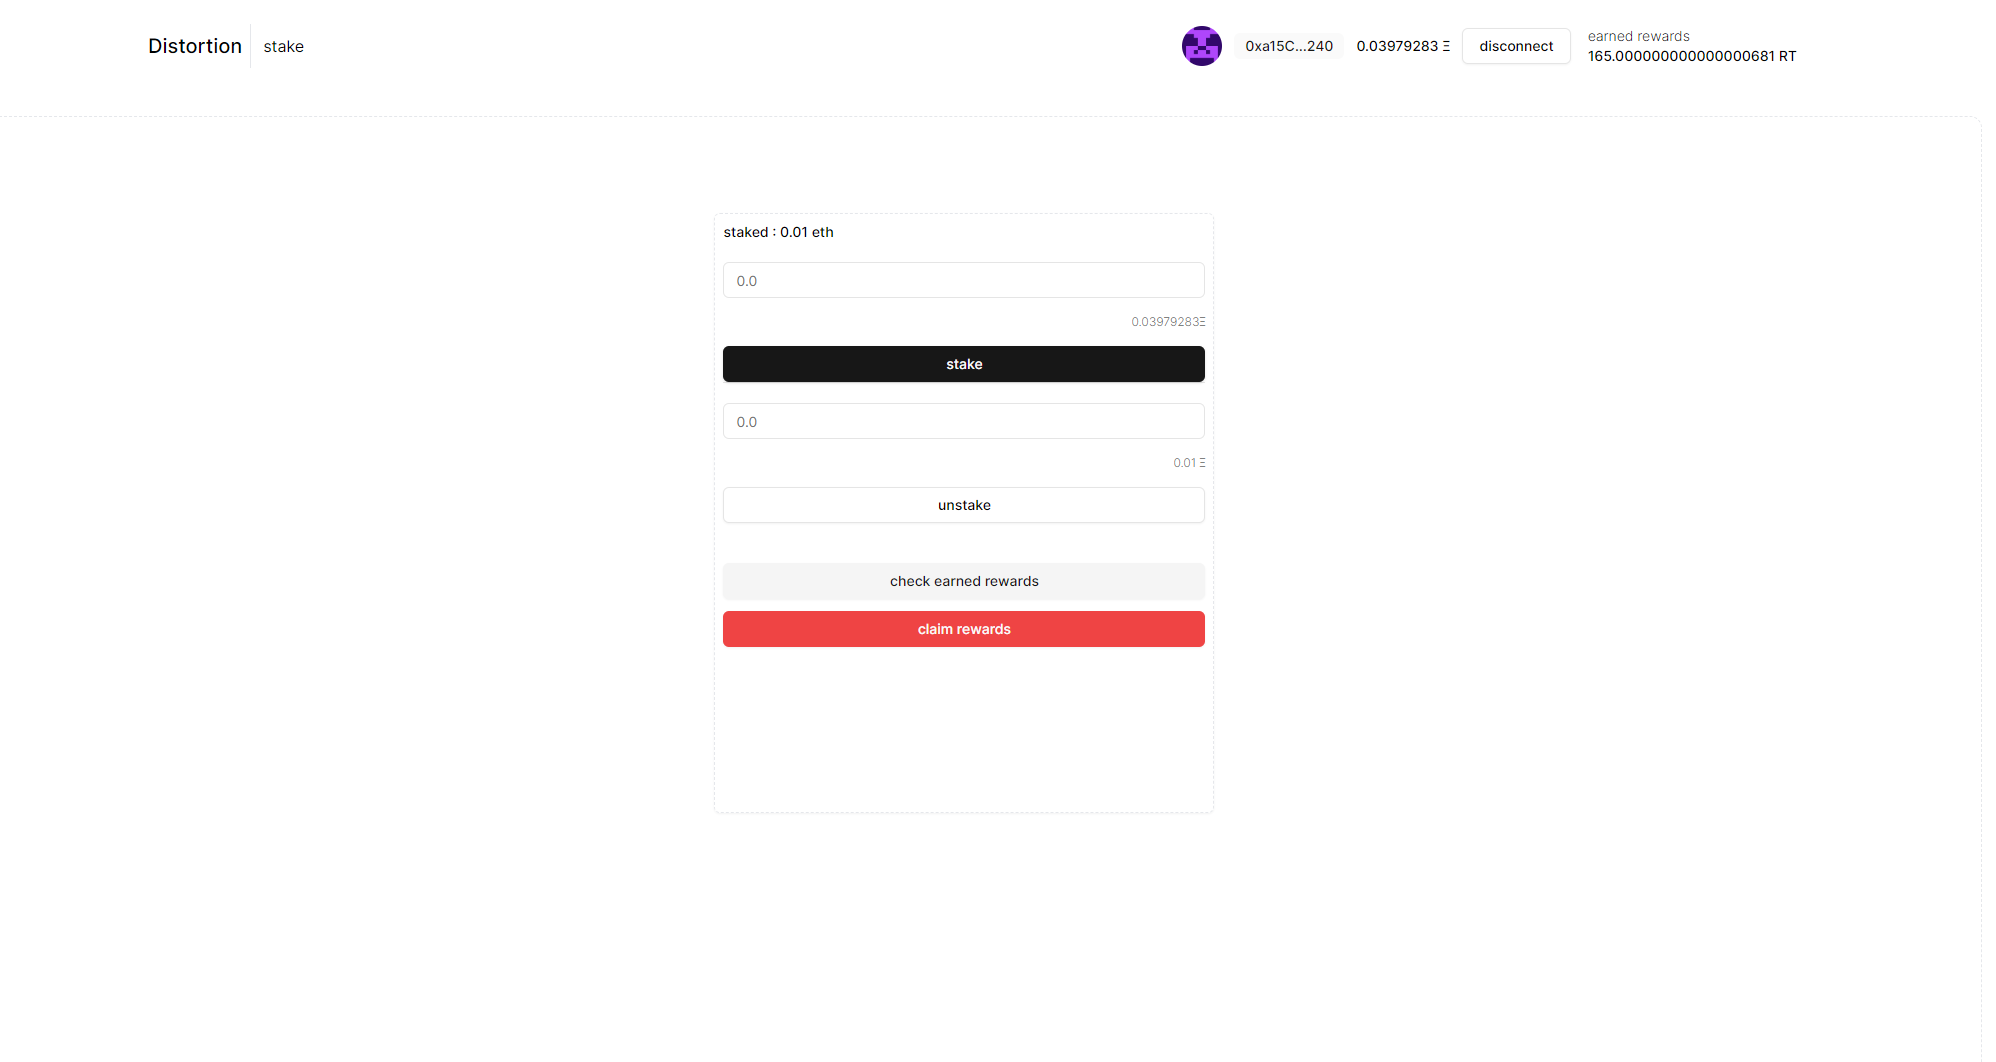 Distortion
stake
0xa15C...240
0.03979283 Ξ
disconnect
earned rewards
165.000000000000000681 RT
staked : 0.01 eth
0.0
0.03979283Ξ
stake
0.0
0.01 Ξ
unstake
check earned rewards
claim rewards